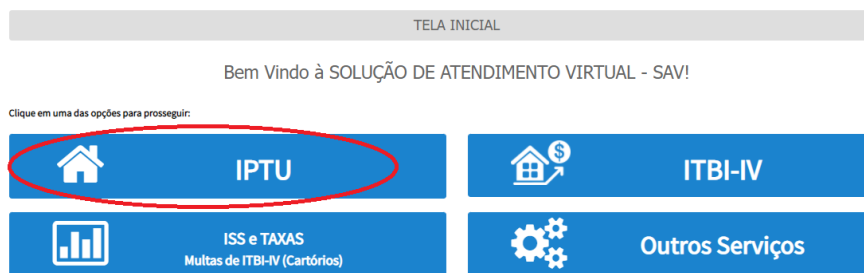 TELA INICIAL
Bem Vindo à SOLUÇÃO DE ATENDIMENTO VIRTUAL - SAV!
Clique em uma das opções para prosseguir:
IPTU
ITBI-IV
ISS e TAXAS
Multas de ITBI-IV (Cartórios)
Outros Serviços